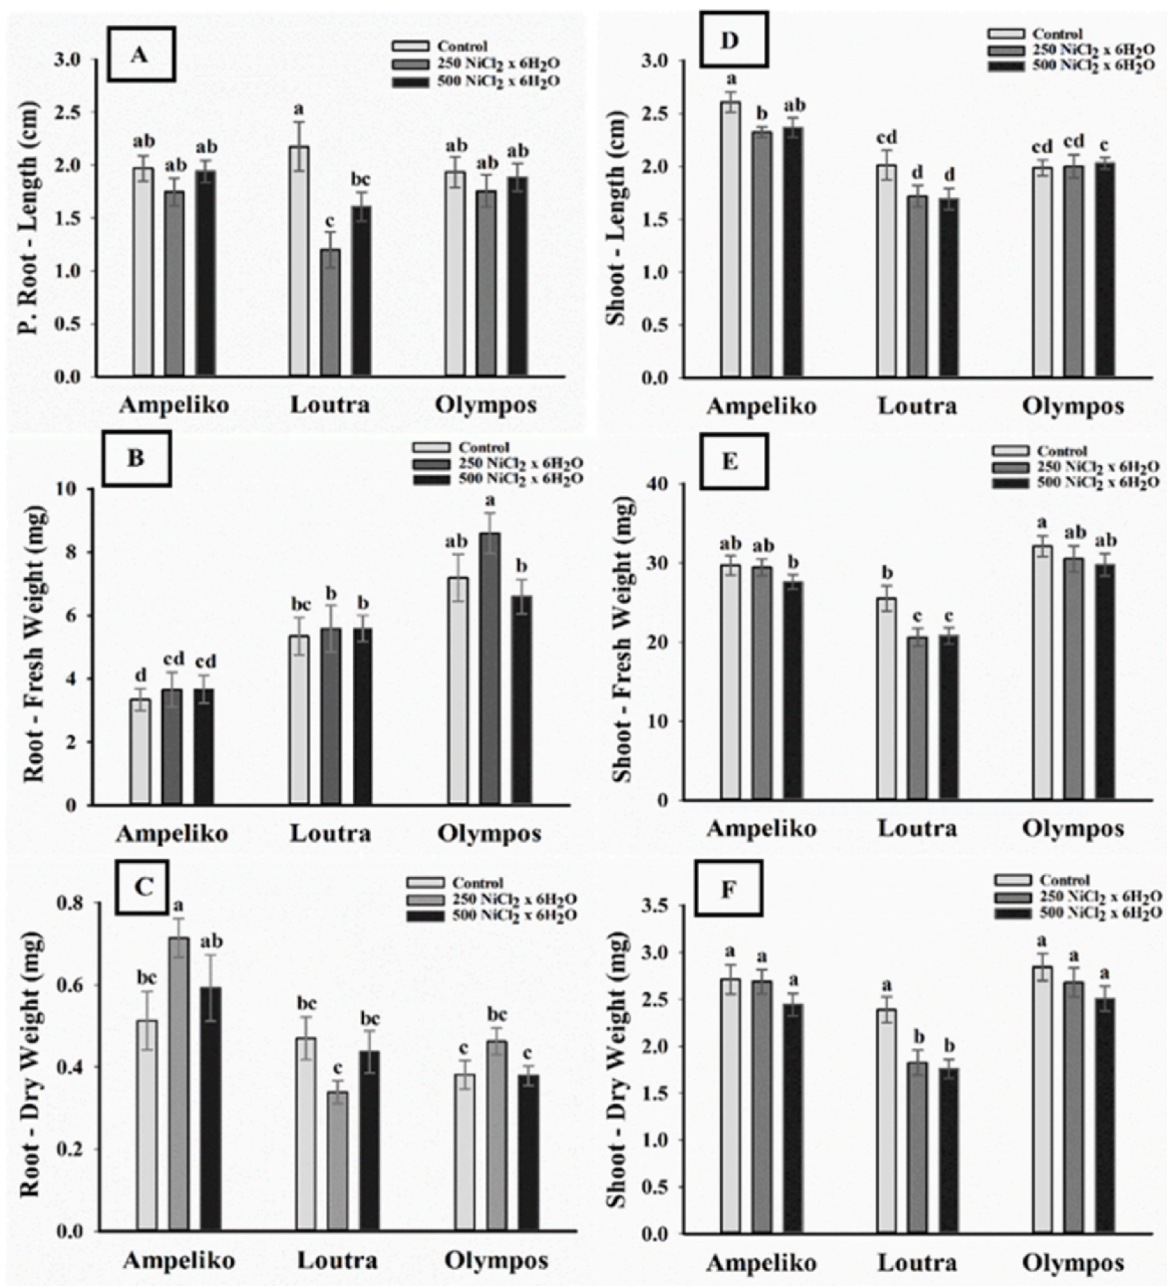 A
Control
250 NiCl2 x 6H2O
500 NiCl2 x 6H2O
P. Root - Length (cm)
3.0
2.5
2.0
1.5
1.0
0.5
0.0
ab ab ab
a c bc
ab ab ab
Ampeliko Loutra Olympos
D
Control
250 NiCl2 x 6H2O
500 NiCl2 x 6H2O
Shoot - Length (cm)
3.0
2.5
2.0
1.5
1.0
0.5
0.0
a b ab
cd d d
cd cd c
Ampeliko Loutra Olympos
B
Control
250 NiCl2 x 6H2O
500 NiCl2 x 6H2O
Root - Fresh Weight (mg)
10
8
6
4
2
0
d cd cd
bc b b
ab a b
Ampeliko Loutra Olympos
E
Control
250 NiCl2 x 6H2O
500 NiCl2 x 6H2O
Shoot - Fresh Weight (mg)
40
30
20
10
0
ab ab b
b c c
a ab ab
Ampeliko Loutra Olympos
C
Control
250 NiCl2 x 6H2O
500 NiCl2 x 6H2O
Root - Dry Weight (mg)
0.8
0.6
0.4
0.2
0.0
bc a ab
bc c bc
c bc c
Ampeliko Loutra Olympos
F
Control
250 NiCl2 x 6H2O
500 NiCl2 x 6H2O
Shoot - Dry Weight (mg)
3.5
3.0
2.5
2.0
1.5
1.0
0.5
0.0
a a a
a b b
a a a
Ampeliko Loutra Olympos